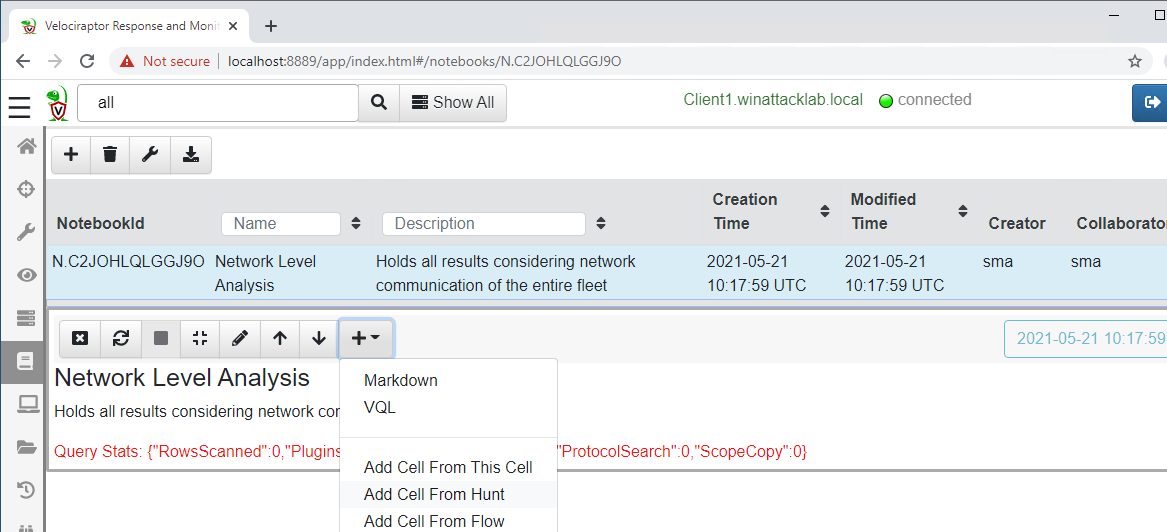 Velociraptor Response and Monit
Not secure localhost:8889/app/index.html#/notebooks/N.C2JOHLQLGGJ9O
all Show All Client1.winattacklab.local connected
NotebookId Name Description Creation Time Modified Time Creator Collaborato
N.C2JOHLQLGGJ9O Network Level Analysis Holds all results considering network communication of the entire fleet 2021-05-21 10:17:59 UTC 2021-05-21 10:17:59 UTC sma sma
2021-05-21 10:17:59
Network Level Analysis
Holds all results considering network cor
Query Stats: {"RowsScanned":0,"Plugins "ProtocolSearch":0,"ScopeCopy":0}
Markdown
VQL
Add Cell From This Cell
Add Cell From Hunt
Add Cell From Flow